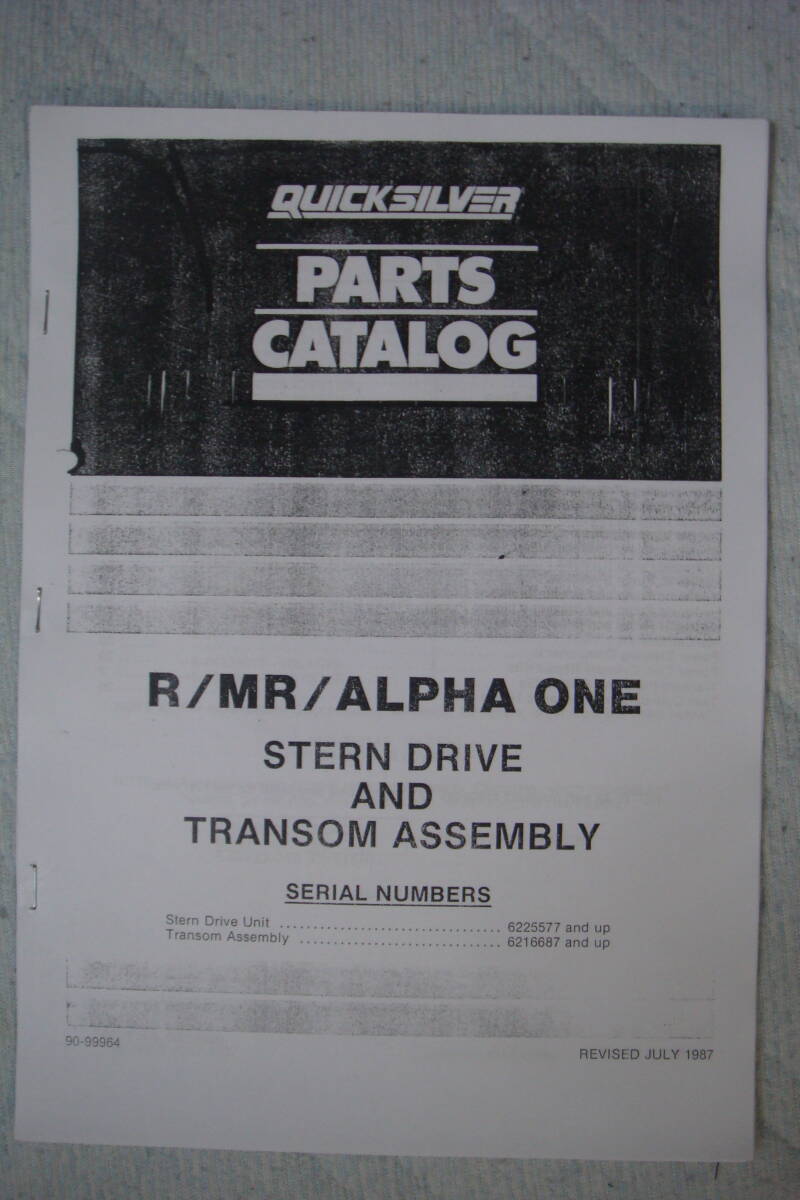 QUICKSILVER
PARTS
CATALOG
R/MR/ALPHA ONE
STERN DRIVE
AND
TRANSOM ASSEMBLY
SERIAL NUMBERS
Stern Drive Unit ................................. 6225577 and up
Transom Assembly .............................. 6216687 and up
90-99964
REVISED JULY 1987